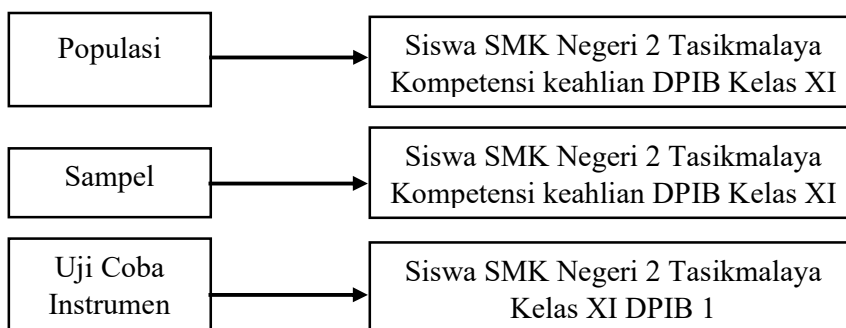 Populasi
Siswa SMK Negeri 2 Tasikmalaya
Kompetensi keahlian DPIB Kelas XI
Sampel
Siswa SMK Negeri 2 Tasikmalaya
Kompetensi keahlian DPIB Kelas XI
Uji Coba
Instrumen
Siswa SMK Negeri 2 Tasikmalaya
Kelas XI DPIB 1